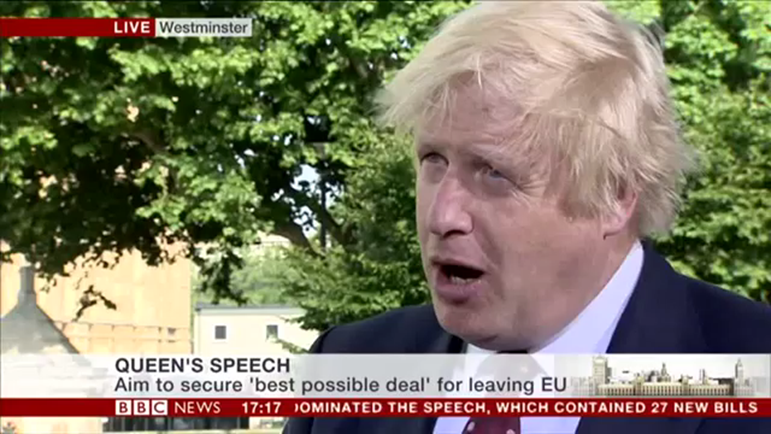 LIVE Westminster
QUEEN'S SPEECH
Aim to secure 'best possible deal' for leaving EU
BBC NEWS 17:17 OMINATED THE SPEECH, WHICH CONTAINED 27 NEW BILLS